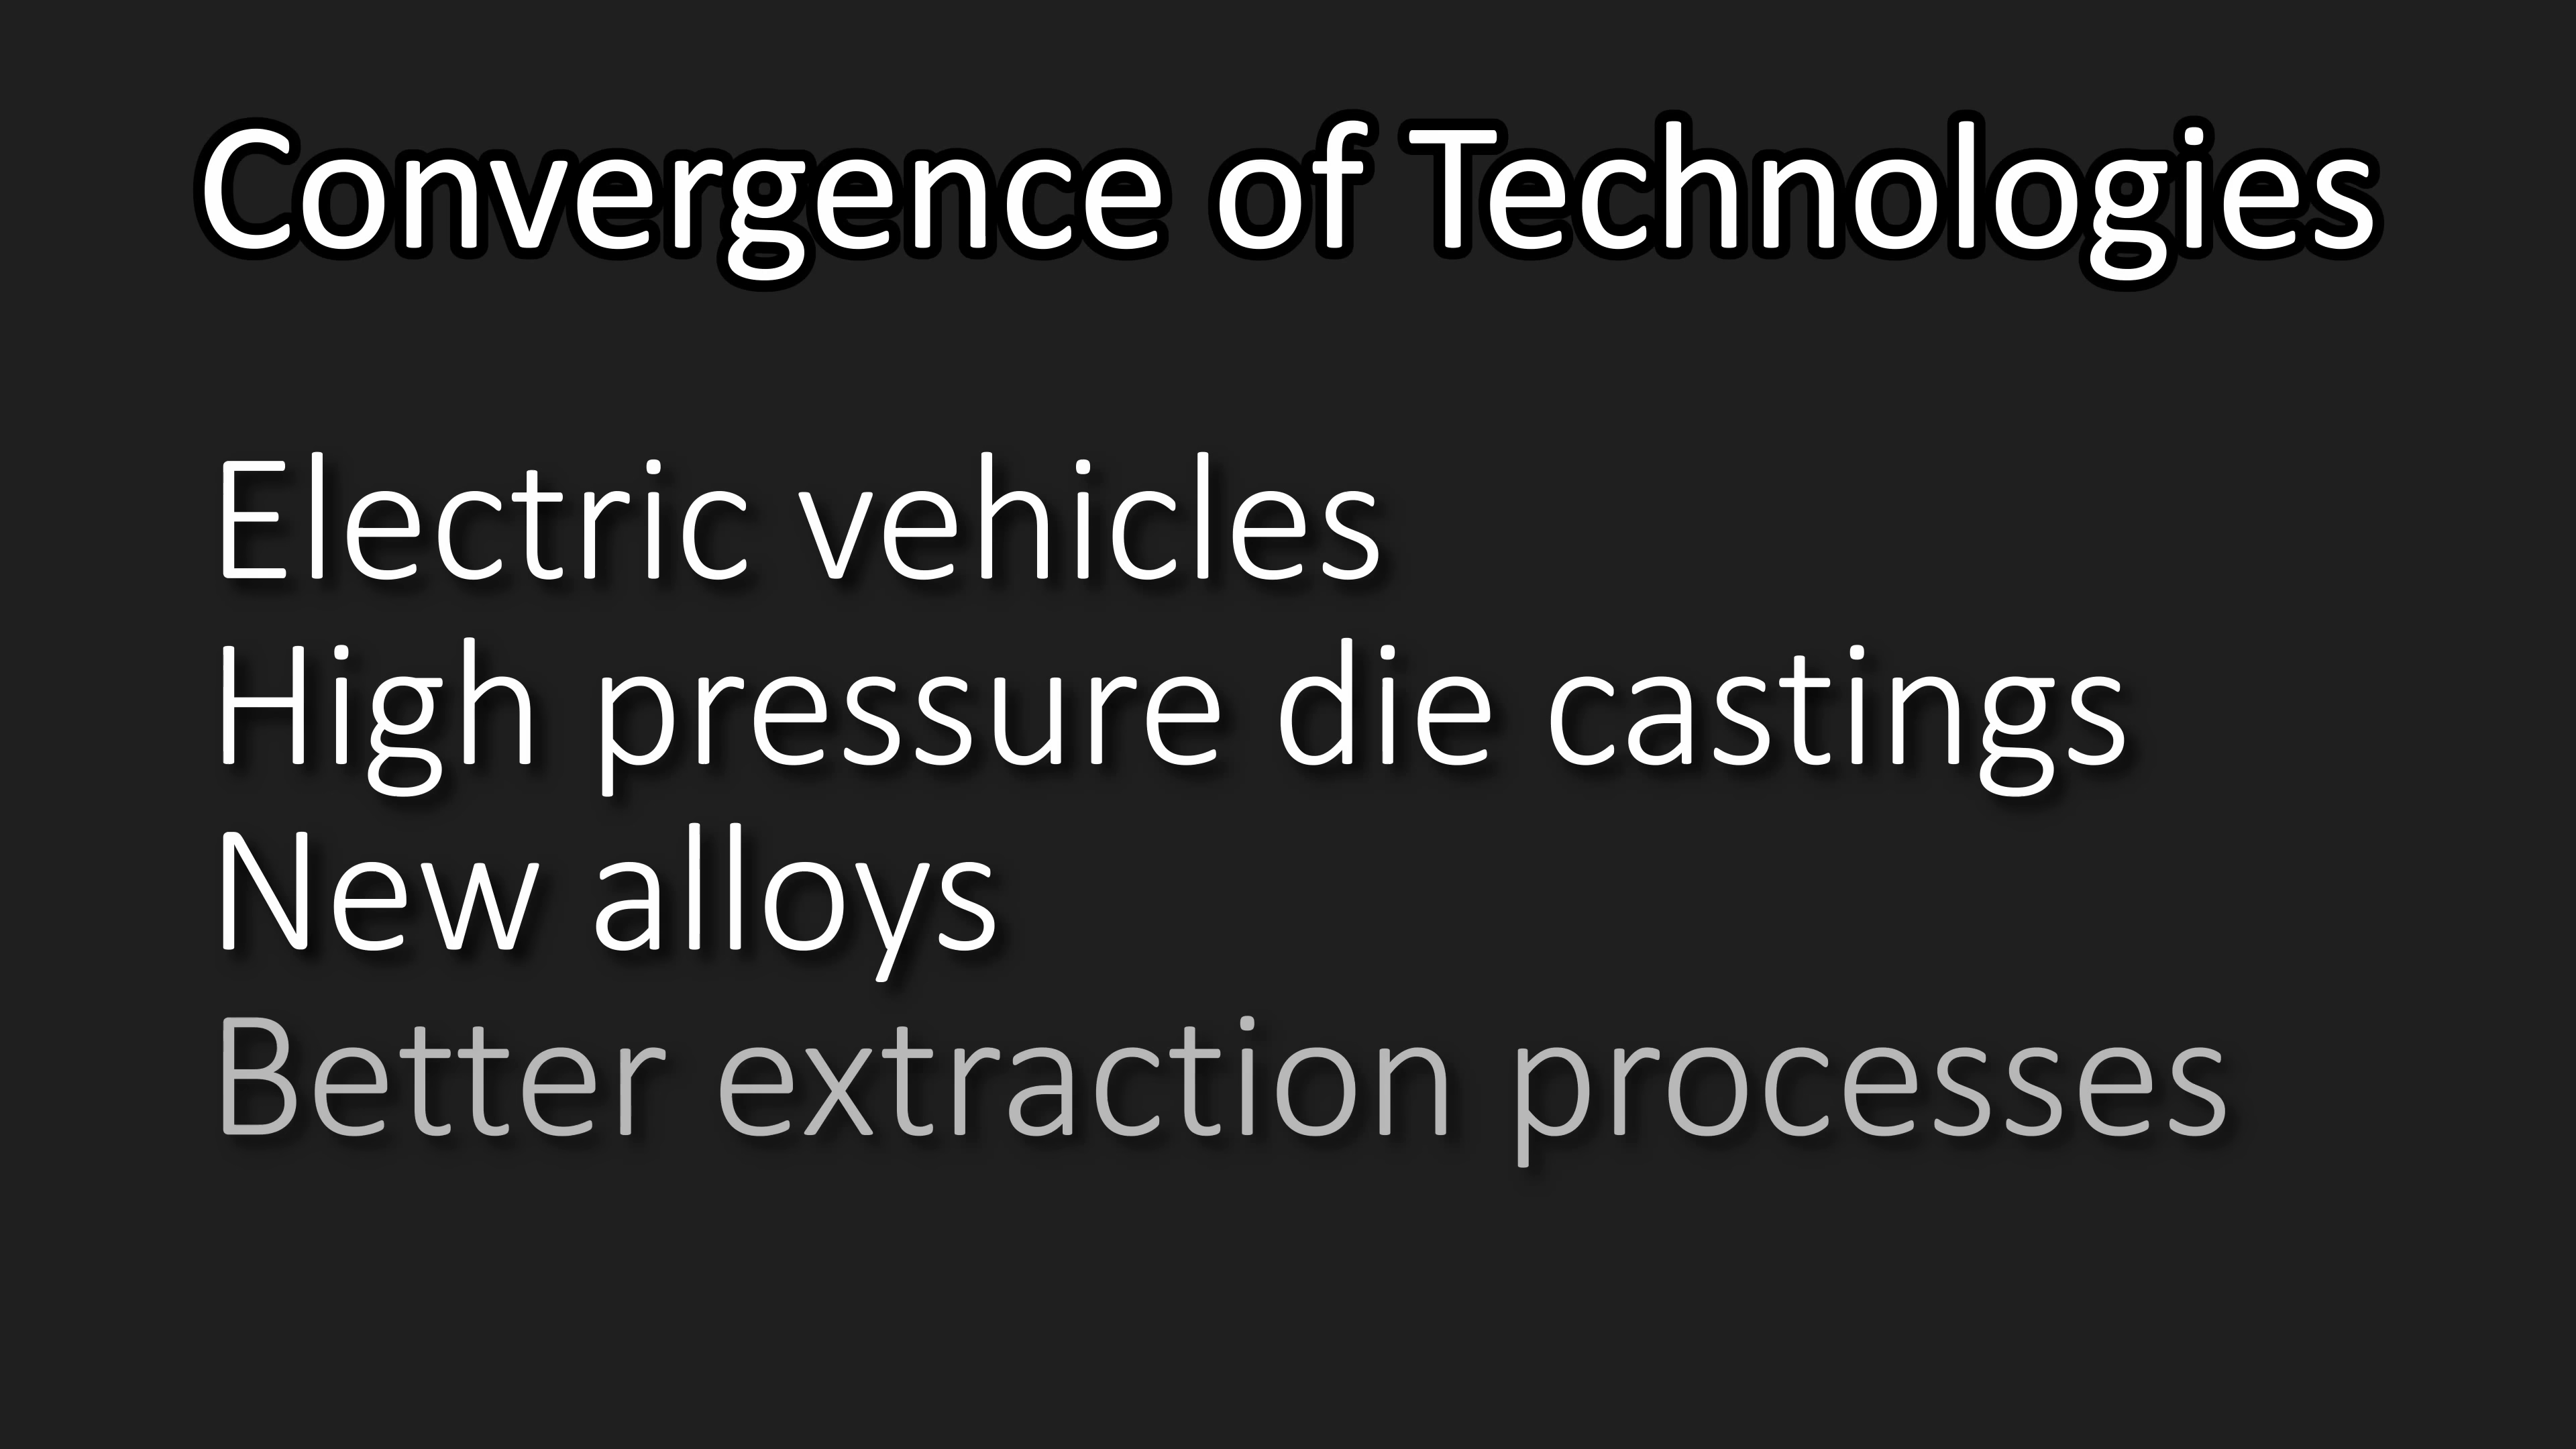 Convergence of Technologies
Electric vehicles
High pressure die castings
New alloys
Better extraction processes